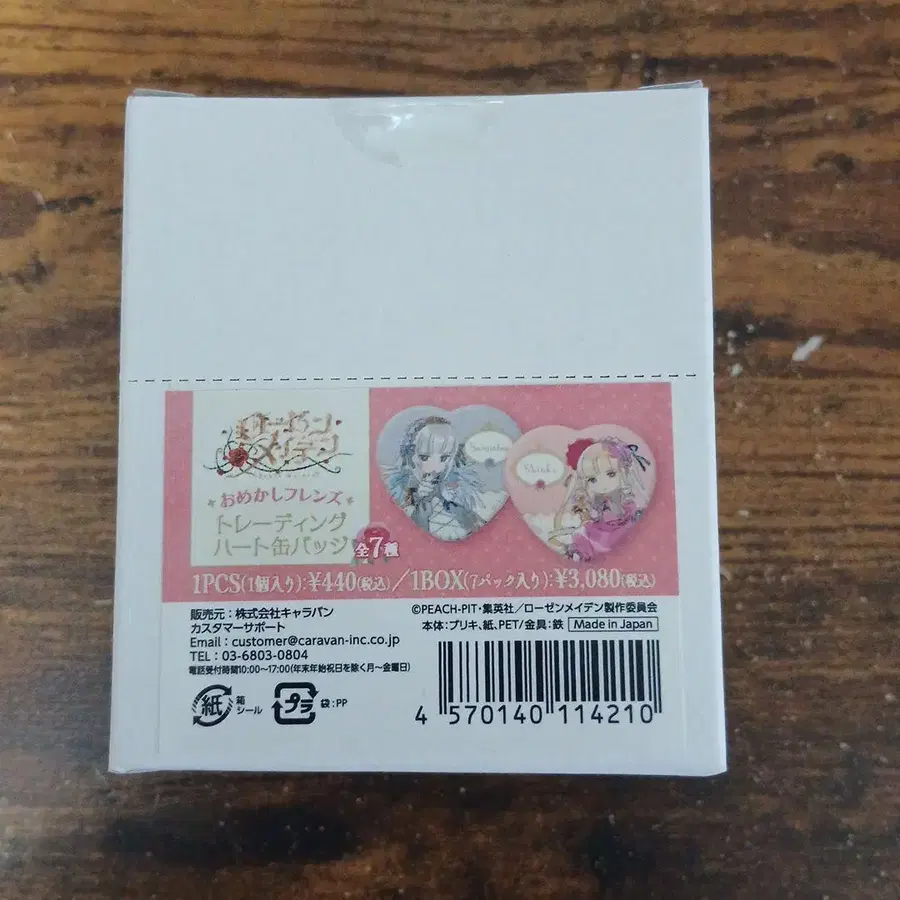 ローゼンメイデン
おめかしフレンズ
トレーディング
ハート缶バッジ
全7種
Suigintou
Shinku
1PCS(1個入り):¥440(税込)/1BOX(7パック入り):¥3,080(税込)
販売元:株式会社キャラバン
カスタマーサポート
Email:customer@caravan-inc.co.jp
TEL:03-6803-0804
電話受付時間10:00〜17:00(年末年始祝日を除く月〜金曜日)
紙 箱 シール
プラ 袋:PP
©PEACH-PIT・集英社/ローゼンメイデン製作委員会
本体:ブリキ、紙、PET/金具:鉄 Made in Japan
4 570140 114210